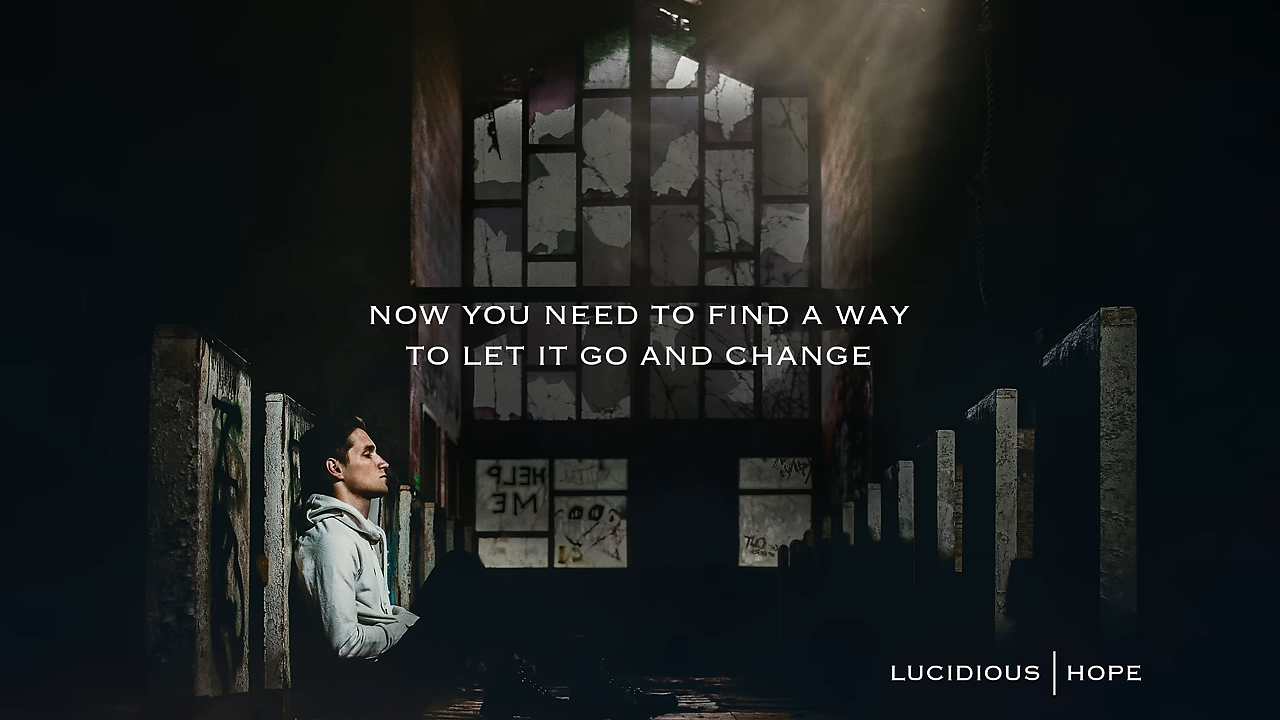 NOW YOU NEED TO FIND A WAY
TO LET IT GO AND CHANGE
HELP
ME
LUCIDIOUS | HOPE